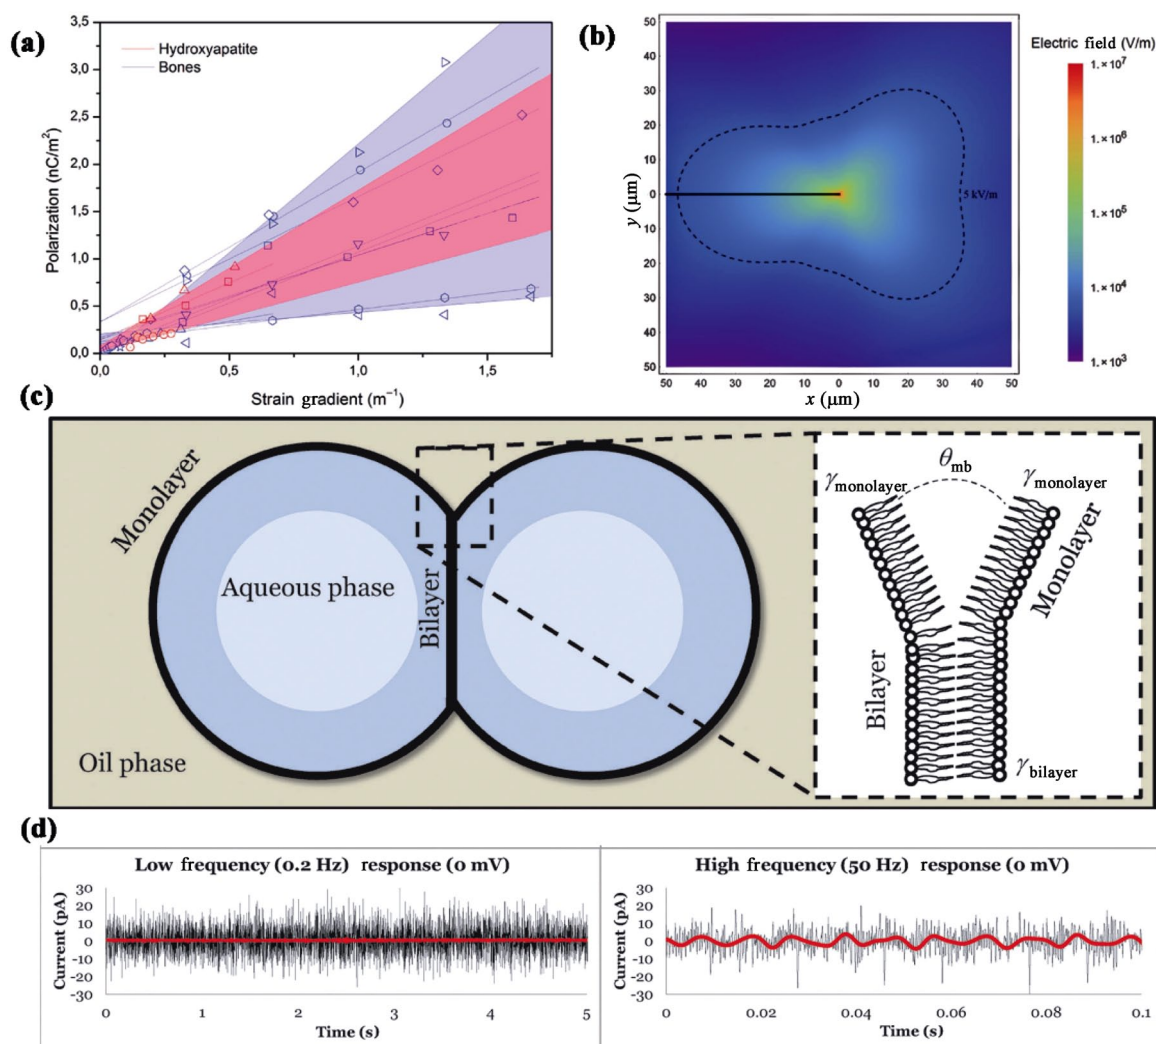 (a)
Hydroxyapatite
Bones
Polarization (nC/m²)
3,5
3,0
2,5
2,0
1,5
1,0
0,5
0,0
0,0 0,5 1,0 1,5
Strain gradient (m⁻¹)
(b)
Electric field (V/m)
1.×10⁷
1.×10⁶
1.×10⁵
1.×10⁴
1.×10³
5 kV/m
y (μm)
50
40
30
20
10
0
10
20
30
40
50
50 40 30 20 10 0 10 20 30 40 50
x (μm)
(c)
Monolayer
Aqueous phase
Bilayer
Oil phase
θmb
γmonolayer
γmonolayer
Monolayer
Bilayer
γbilayer
(d)
Low frequency (0.2 Hz) response (0 mV)
Current (pA)
30
20
10
0
-10
-20
-30
0 1 2 3 4 5
Time (s)
High frequency (50 Hz) response (0 mV)
Current (pA)
30
20
10
0
-10
-20
-30
0 0.02 0.04 0.06 0.08 0.1
Time (s)